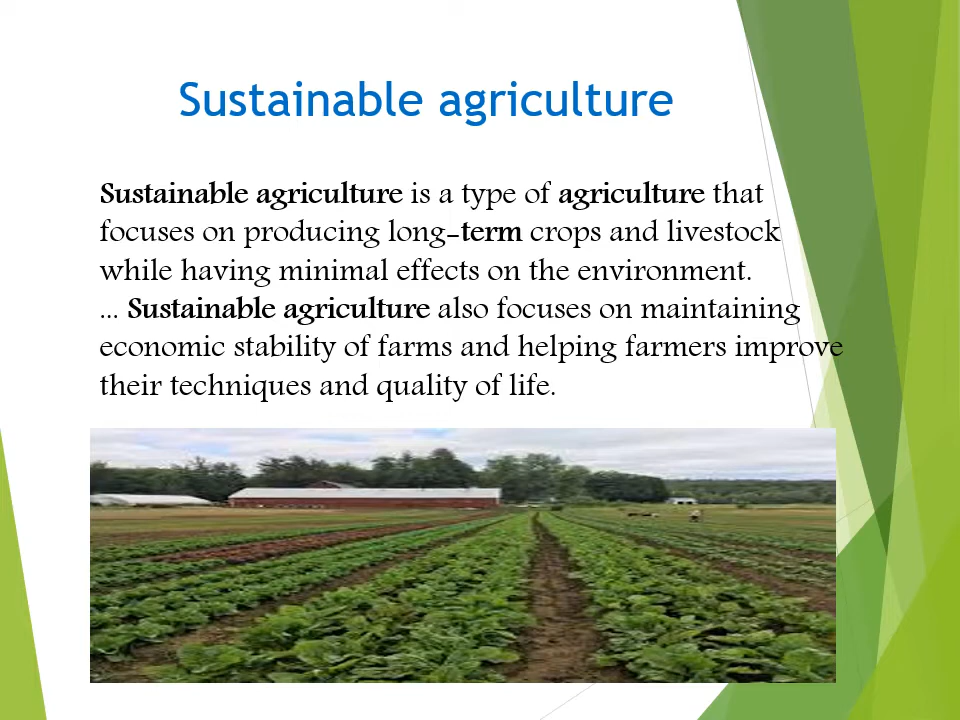 Sustainable agriculture
Sustainable agriculture is a type of agriculture that
focuses on producing long-term crops and livestock
while having minimal effects on the environment.
... Sustainable agriculture also focuses on maintaining
economic stability of farms and helping farmers improve
their techniques and quality of life.